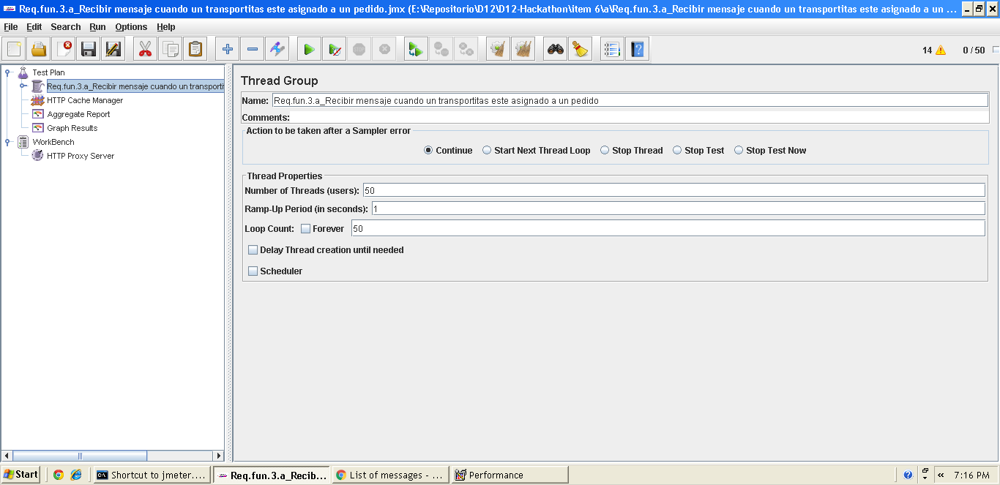 Req.fun.3.a_Recibir mensaje cuando un transportitas este asignado a un pedido.jmx (E:\Repositorio\D12\D12-Hackathon\item 6\a\Req.fun.3.a_Recibir mensaje cuando un transportitas este asignado a un ...
File Edit Search Run Options Help
14 0 / 50
Test Plan
Req.fun.3.a_Recibir mensaje cuando un transporti
HTTP Cache Manager
Aggregate Report
Graph Results
WorkBench
HTTP Proxy Server
Thread Group
Name: Req.fun.3.a_Recibir mensaje cuando un transportitas este asignado a un pedido
Comments:
Action to be taken after a Sampler error
Continue Start Next Thread Loop Stop Thread Stop Test Stop Test Now
Thread Properties
Number of Threads (users): 50
Ramp-Up Period (in seconds): 1
Loop Count: Forever 50
Delay Thread creation until needed
Scheduler
Start Shortcut to jmeter.... Req.fun.3.a_Recib... List of messages - ... Performance 7:16 PM